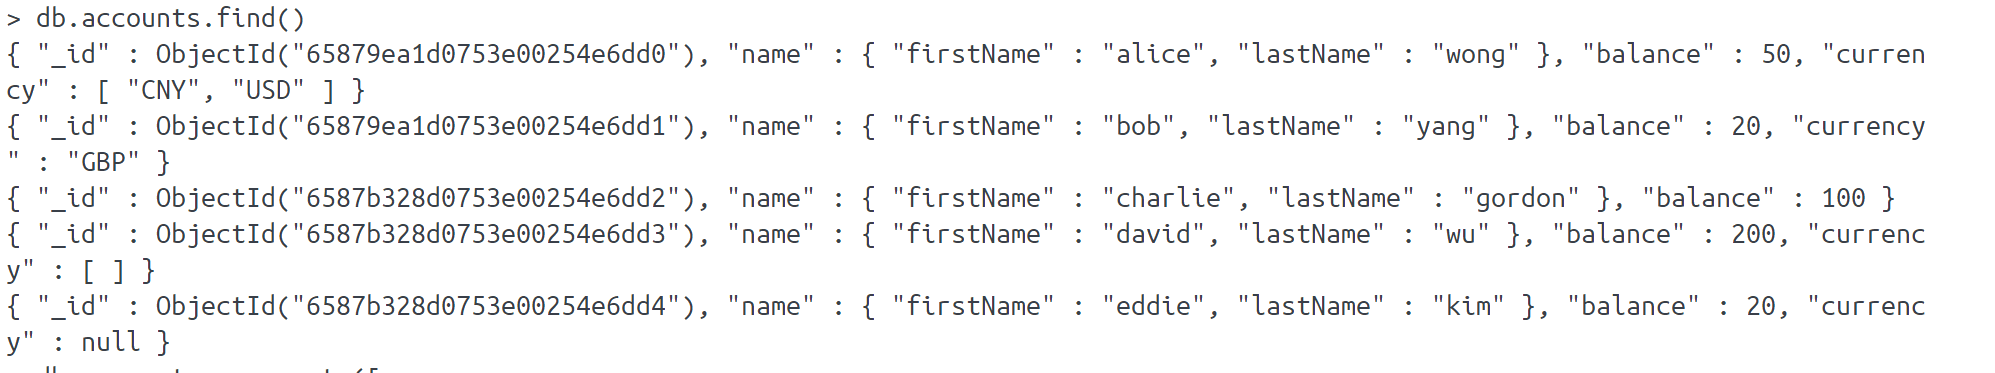 > db.accounts.find()
{ "_id" : ObjectId("65879ea1d0753e00254e6dd0"), "name" : { "firstName" : "alice", "lastName" : "wong" }, "balance" : 50, "curren
cy" : [ "CNY", "USD" ] }
{ "_id" : ObjectId("65879ea1d0753e00254e6dd1"), "name" : { "firstName" : "bob", "lastName" : "yang" }, "balance" : 20, "currency
" : "GBP" }
{ "_id" : ObjectId("6587b328d0753e00254e6dd2"), "name" : { "firstName" : "charlie", "lastName" : "gordon" }, "balance" : 100 }
{ "_id" : ObjectId("6587b328d0753e00254e6dd3"), "name" : { "firstName" : "david", "lastName" : "wu" }, "balance" : 200, "currenc
y" : [ ] }
{ "_id" : ObjectId("6587b328d0753e00254e6dd4"), "name" : { "firstName" : "eddie", "lastName" : "kim" }, "balance" : 20, "currenc
y" : null }